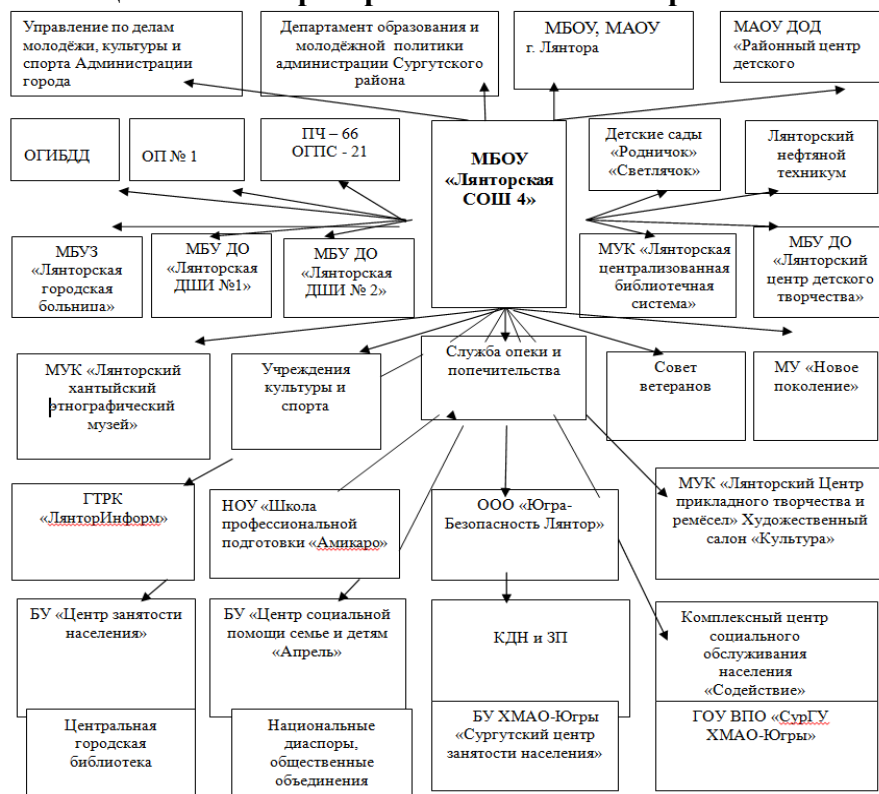 Управление по делам
молодёжи, культуры и
спорта Администрации
города
Департамент образования и
молодёжной политики
администрации Сургутского
района
МБОУ, МАОУ
г. Лянтора
МАОУ ДОД
«Районный центр
детского
ОГИБДД
ОП № 1
ПЧ – 66
ОГПС - 21
МБОУ
«Лянторская
СОШ 4»
Детские сады
«Родничок»
«Светлячок»
Лянторский
нефтяной
техникум
МБУЗ
«Лянторская
городская
больница»
МБУ ДО
«Лянторская
ДШИ №1»
МБУ ДО
«Лянторская
ДШИ № 2»
МУК «Лянторская
централизованная
библиотечная
система»
МБУ ДО
«Лянторский
центр детского
творчества»
МУК «Лянторский
хантыйский
этнографический
музей»
Учреждения
культуры и
спорта
Служба опеки и
попечительства
Совет
ветеранов
МУ «Новое
поколение»
ГТРК
«ЛянторИнформ»
НОУ «Школа
профессиональной
подготовки «Амикаро»
ООО «Югра-
Безопасность Лянтор»
МУК «Лянторский Центр
прикладного творчества и
ремёсел» Художественный
салон «Культура»
БУ «Центр занятости
населения»
БУ «Центр социальной
помощи семье и детям
«Апрель»
КДН и ЗП
Комплексный центр
социального
обслуживания
населения
«Содействие»
Центральная
городская
библиотека
Национальные
диаспоры,
общественные
объединения
БУ ХМАО-Югры
«Сургутский центр
занятости населения»
ГОУ ВПО «СурГУ
ХМАО-Югры»